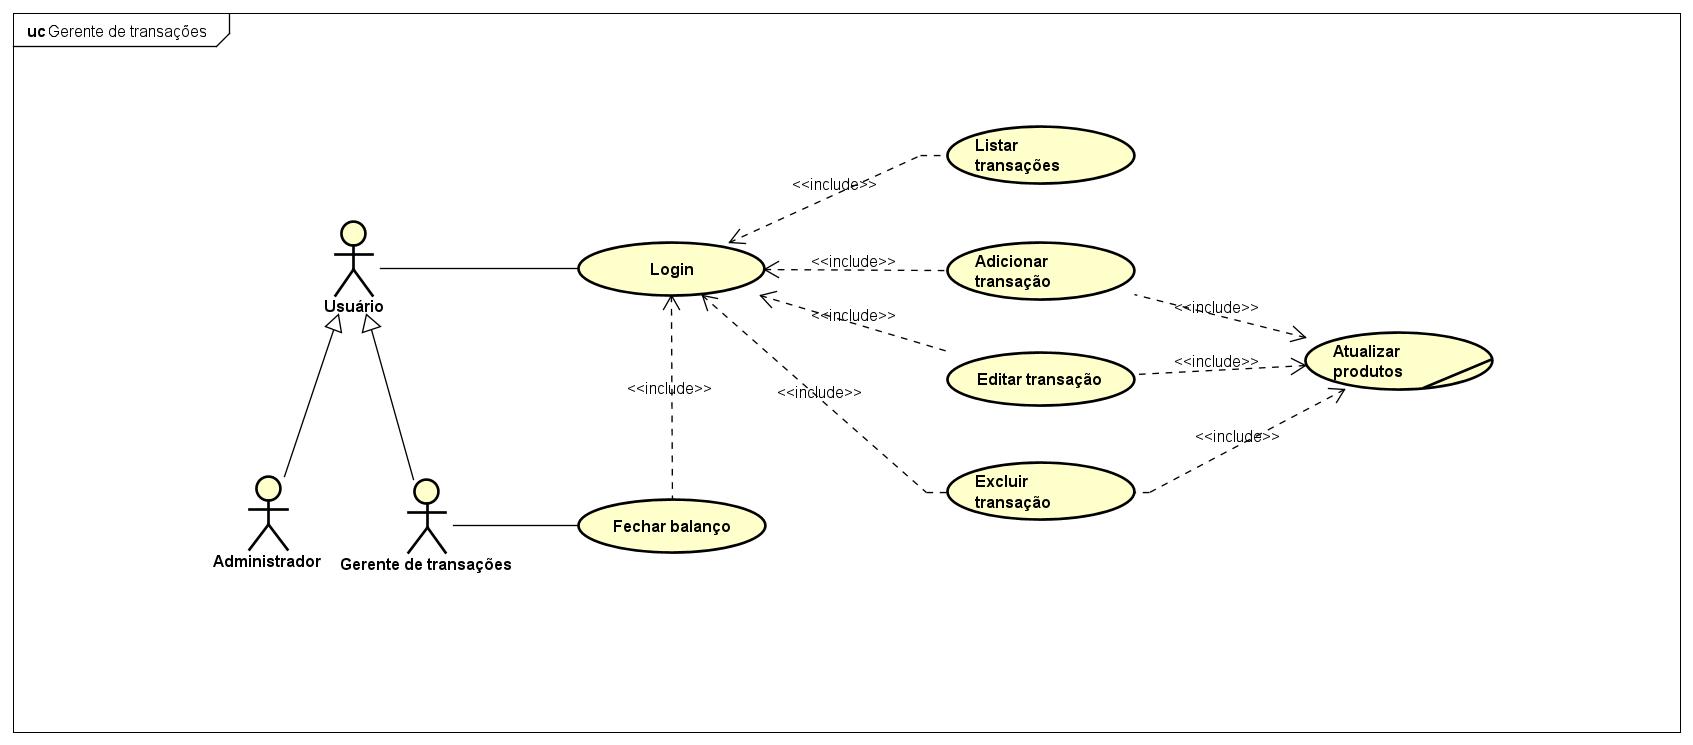 uc Gerente de transações
Listar
transações
<<include>>
Adicionar
transação
<<include>>
Login
Usuário
<<include>>
<<include>>
Atualizar
produtos
<<include>>
Editar transação
<<include>>
<<include>>
<<include>>
Excluir
transação
Fechar balanço
Administrador
Gerente de transações